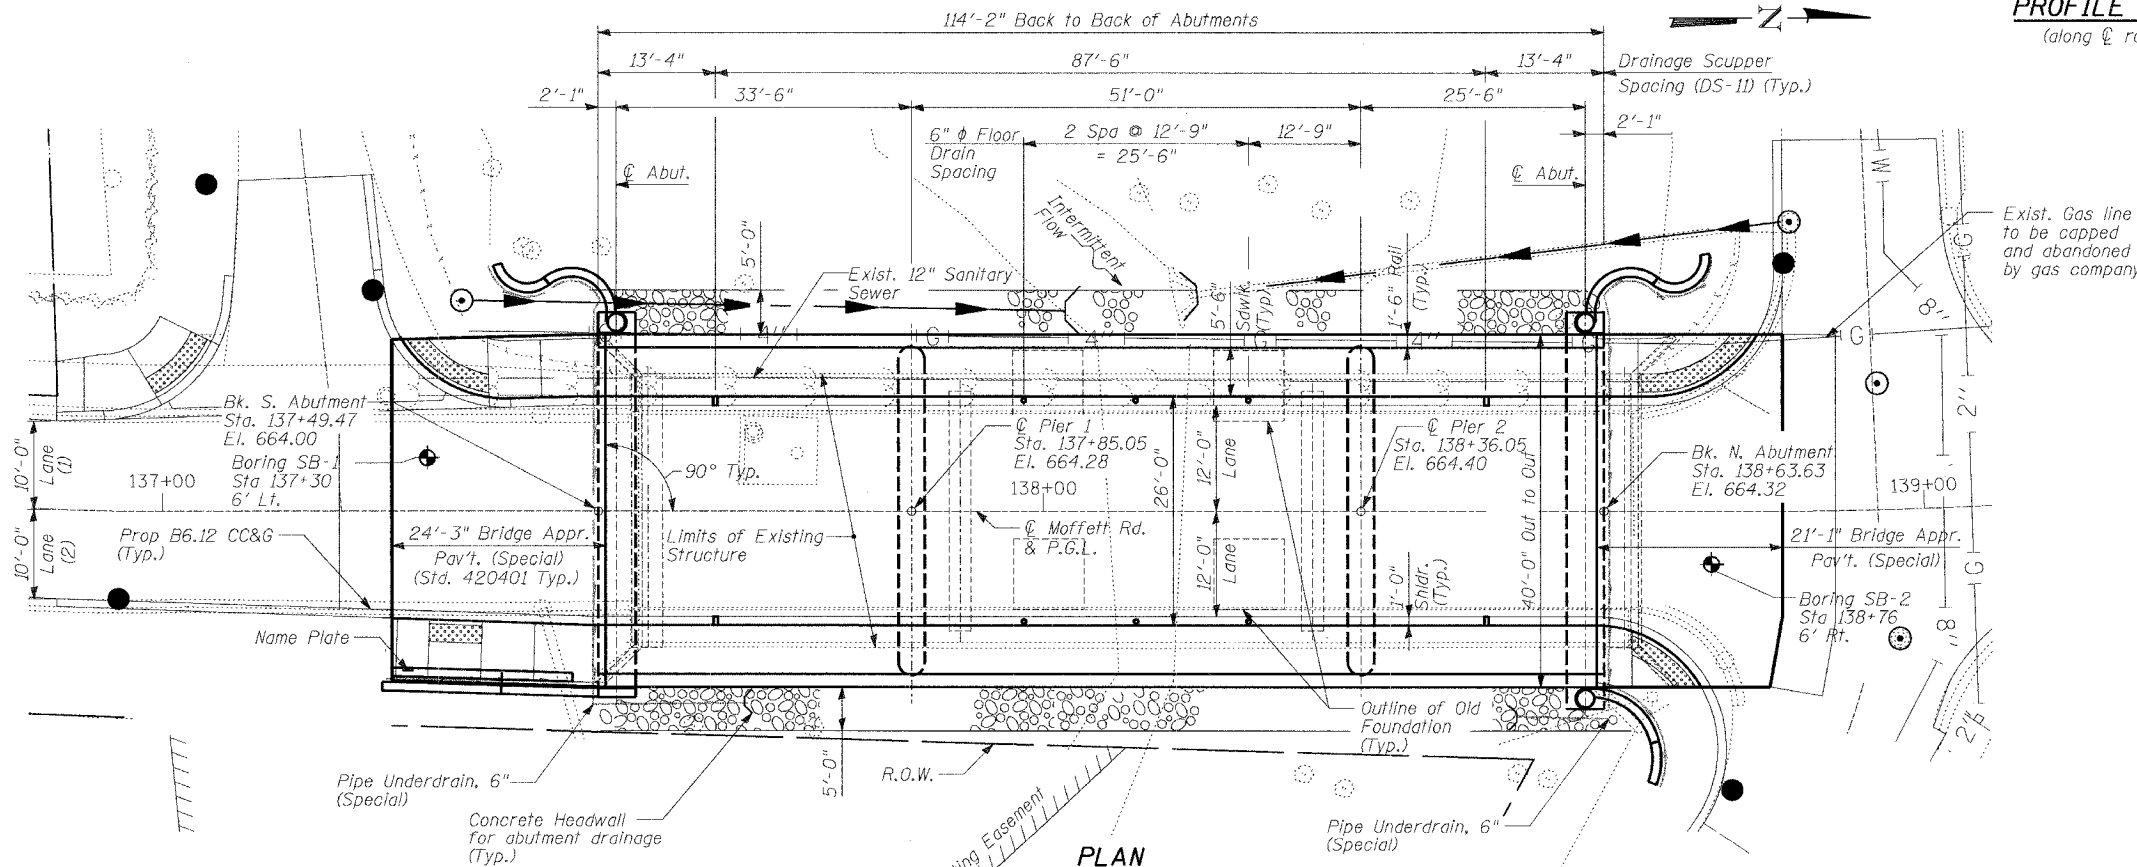 114'-2" Back to Back of Abutments
Z
PROFILE
(along ℄
13'-4"
87'-6"
13'-4"
Drainage Scupper
Spacing (DS-11) (Typ.)
2'-1"
33'-6"
51'-0"
25'-6"
2'-1"
6" ϕ Floor
Drain
Spacing
2 Spa @ 12'-9"
= 25'-6"
12'-9"
℄ Abut.
℄ Abut.
W
G
Exist. Gas line
to be capped
and abandoned
by gas company
Intermittent
Flow
5'-0"
Exist. 12" Sanitary
Sewer
5'-6"
Sdwlk.
(Typ.)
1'-6" Rail
(Typ.)
G
4"
G
4"
G
8"
2"
Bk. S. Abutment
Sta. 137+49.47
El. 664.00
Boring SB-1
Sta 137+30
6' Lt.
10'-0"
Lane
(1)
137+00
90° Typ.
℄ Pier 1
Sta. 137+85.05
El. 664.28
138+00
26'-0"
12'-0"
Lane
℄ Pier 2
Sta. 138+36.05
El. 664.40
Bk. N. Abutment
Sta. 138+63.63
El. 664.32
139+00
10'-0"
Lane
(2)
Prop B6.12 CC&G
(Typ.)
24'-3" Bridge Appr.
Pav't. (Special)
(Std. 420401 Typ.)
Limits of Existing
Structure
℄ Moffett Rd.
& P.G.L.
12'-0"
Lane
1'-0"
Shldr.
(Typ.)
40'-0" Out to Out
21'-1" Bridge Appr.
Pav't. (Special)
G
Boring SB-2
Sta 138+76
6' Rt.
8"
2"
Name Plate
Outline of Old
Foundation
(Typ.)
5'-0"
R.O.W.
Pipe Underdrain, 6"
(Special)
Concrete Headwall
for abutment drainage
(Typ.)
Easement
Pipe Underdrain, 6"
(Special)
PLAN